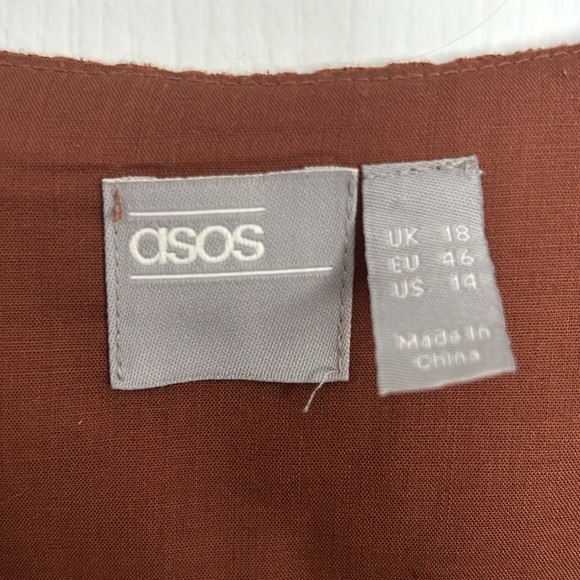 asos
UK 18
EU 46
US 14
Made In
China